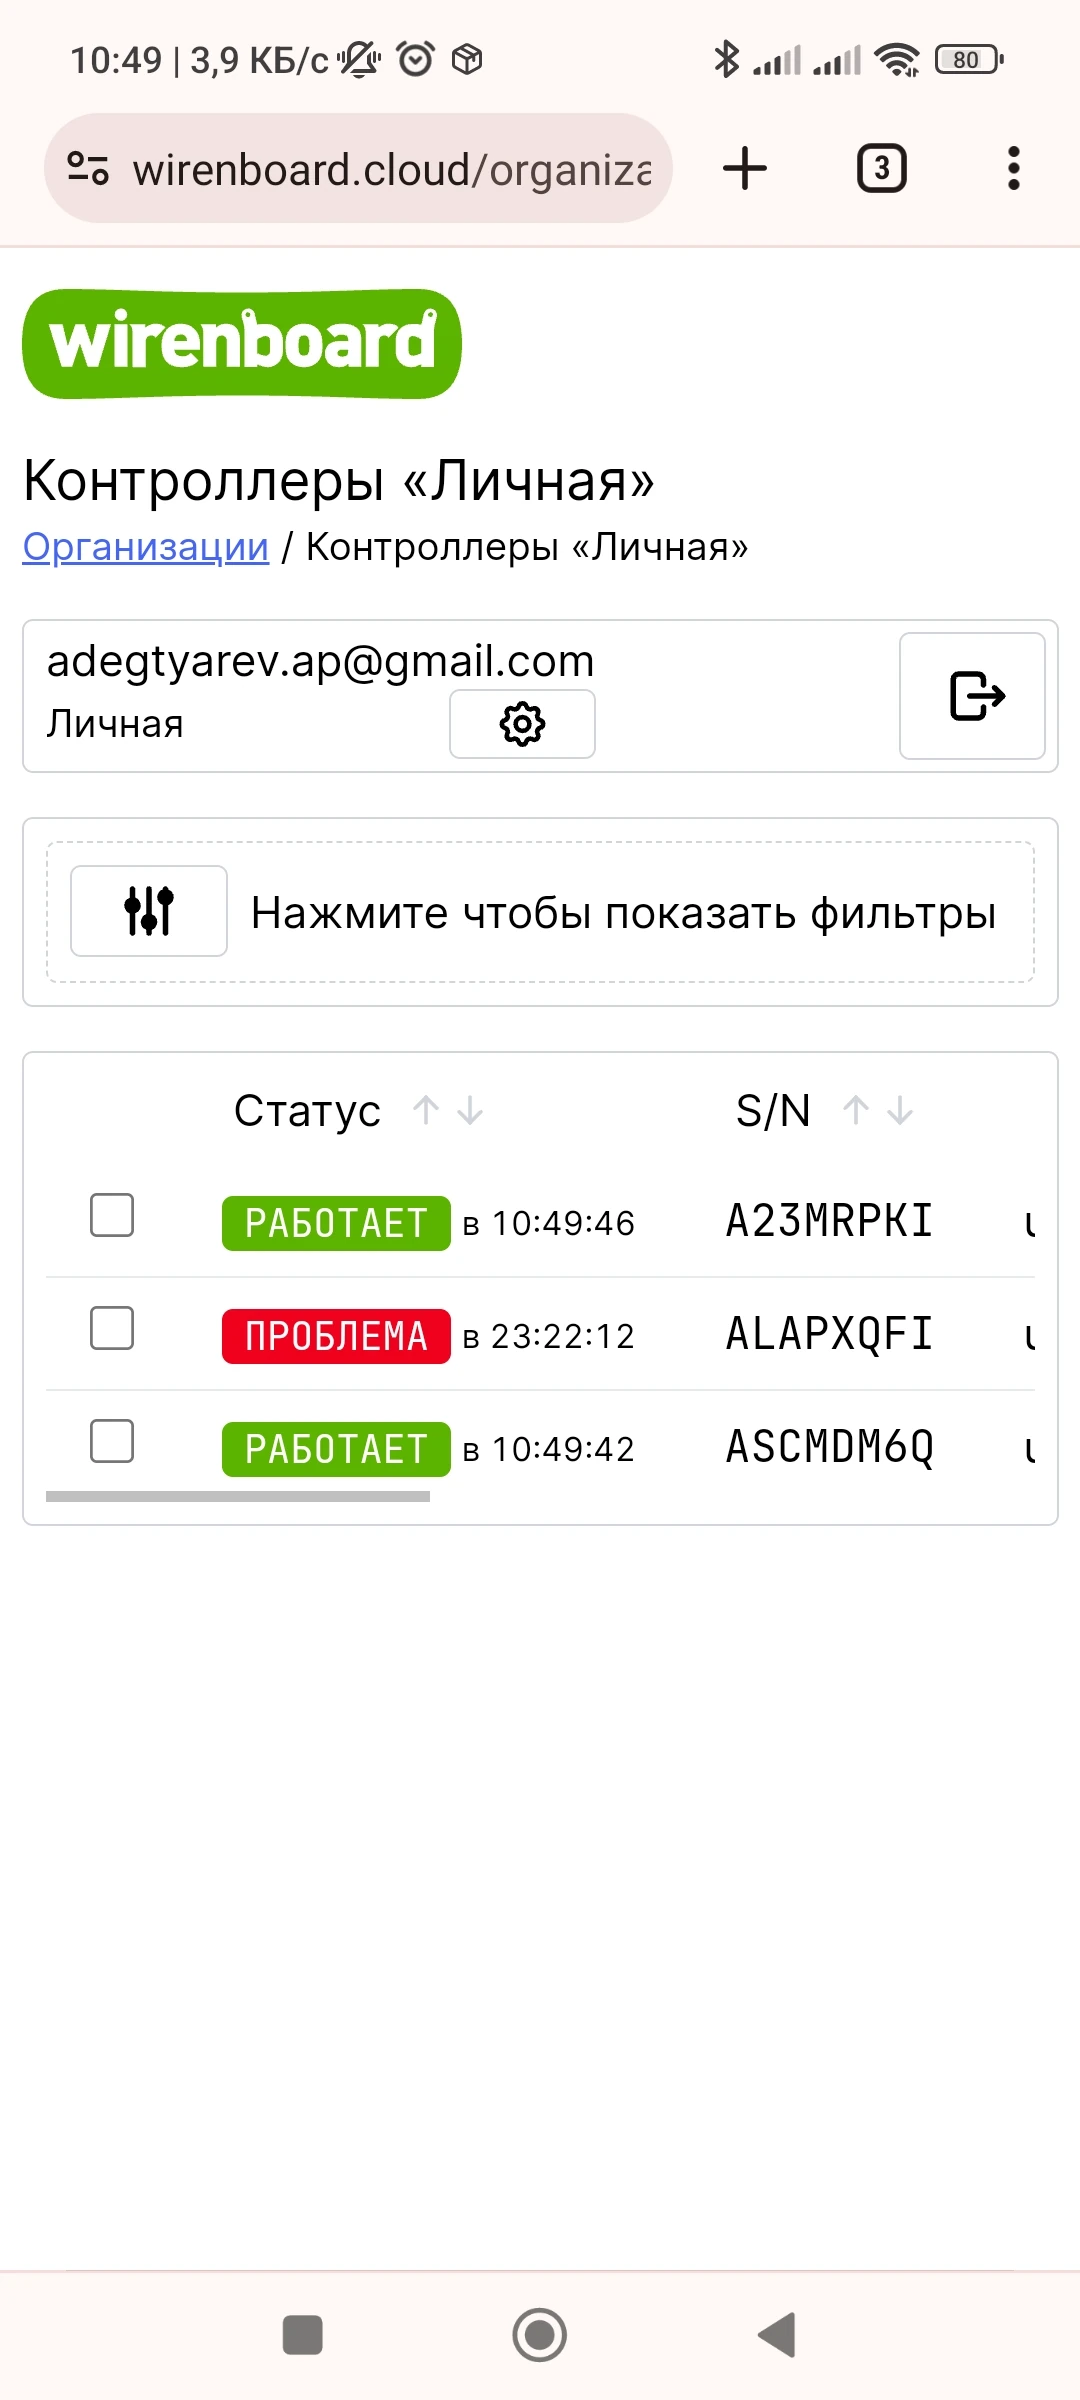 10:49 | 3,9 КБ/с
80
wirenboard.cloud/organiza
3
wirenboard
Контроллеры «Личная»
Организации / Контроллеры «Личная»
adegtyarev.ap@gmail.com
Личная
Нажмите чтобы показать фильтры
Статус S/N
РАБОТАЕТ в 10:49:46 A23MRPKI
ПРОБЛЕМА в 23:22:12 ALAPXQFI
РАБОТАЕТ в 10:49:42 ASCMDM6Q